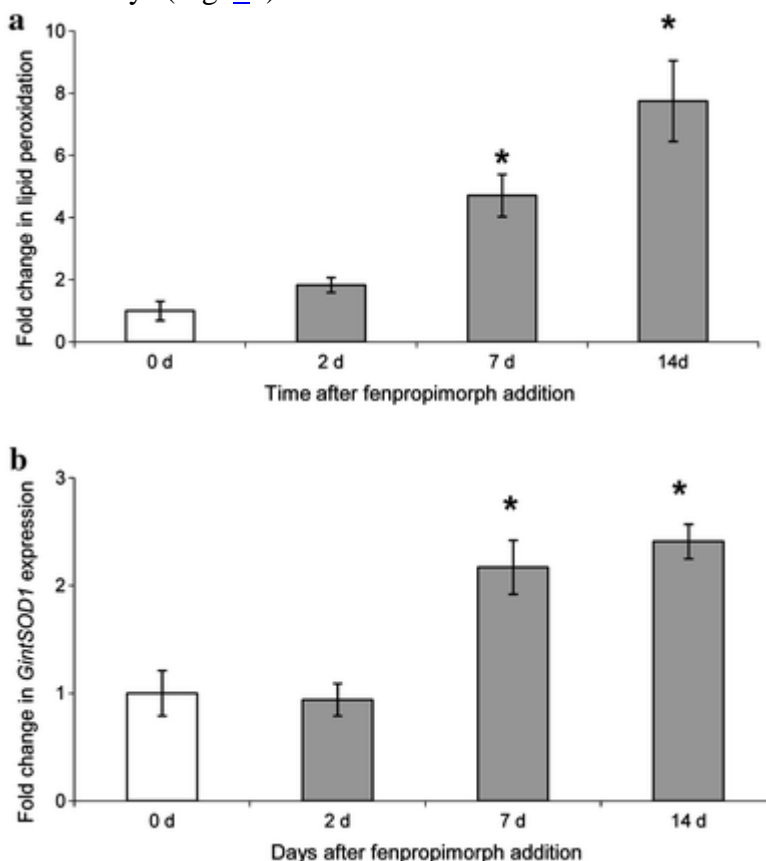 a
Fold change in lipid peroxidation
10
8
6
4
2
0
*
*
0 d 2 d 7 d 14d
Time after fenpropimorph addition
b
Fold change in GintSOD1 expression
3
2
1
0
*
*
0 d 2 d 7 d 14 d
Days after fenpropimorph addition